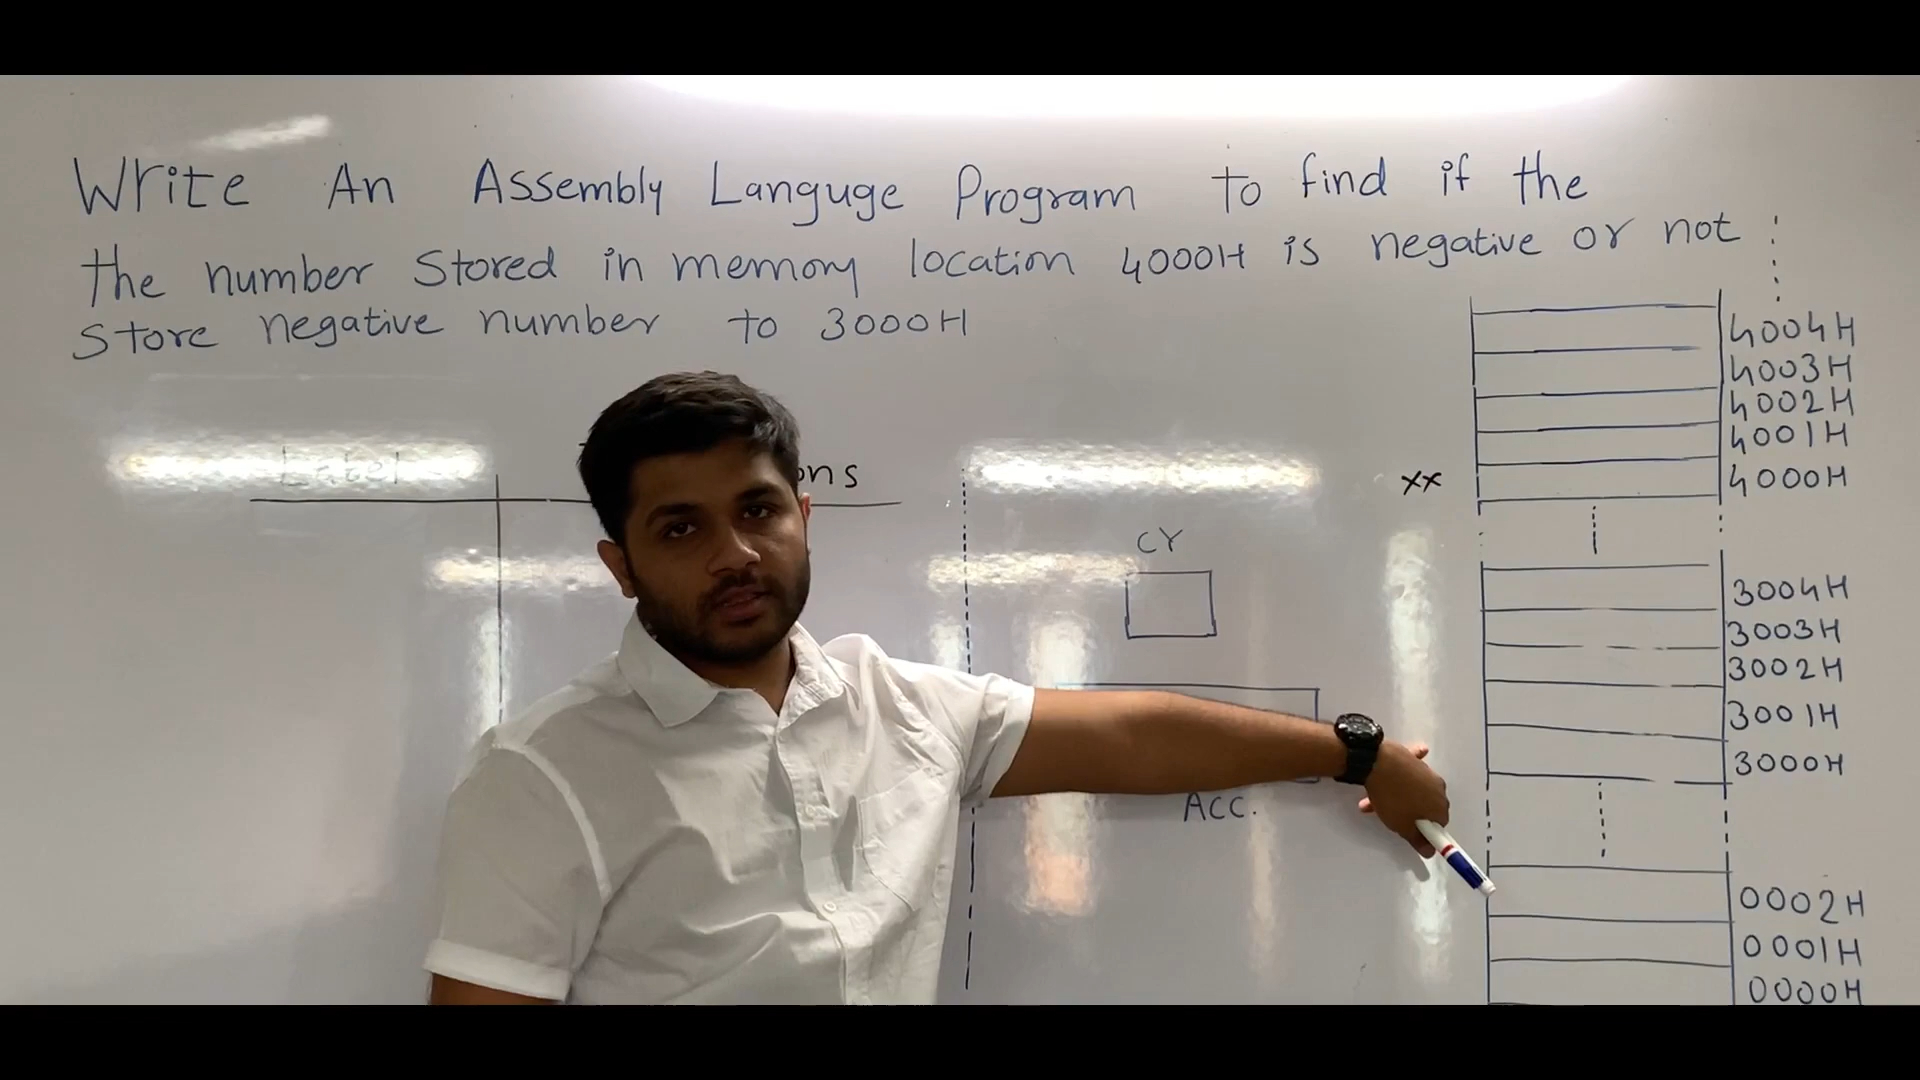 Write An Assembly Languge Program to find if the
the number stored in memory location 4000H is negative or not
store negative number to 3000H
Label
ons
XX
CY
ACC.
4004H
4003H
4002H
4001H
4000H
3004H
3003H
3002H
3001H
3000H
0002H
0001H
0000H